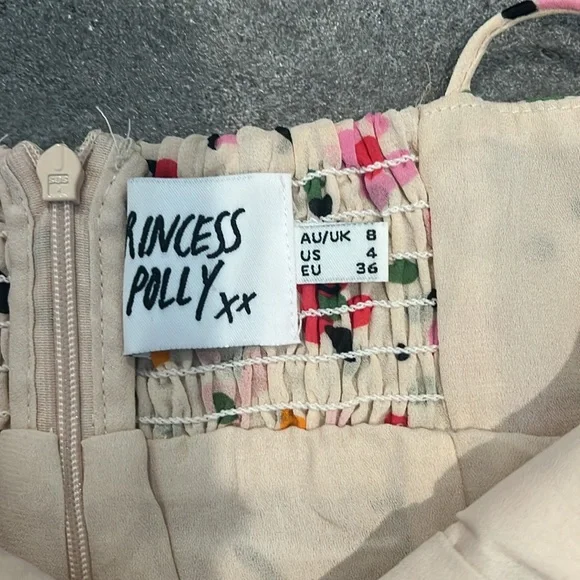 RINCESS
POLLY xx
AU/UK 8
US 4
EU 36